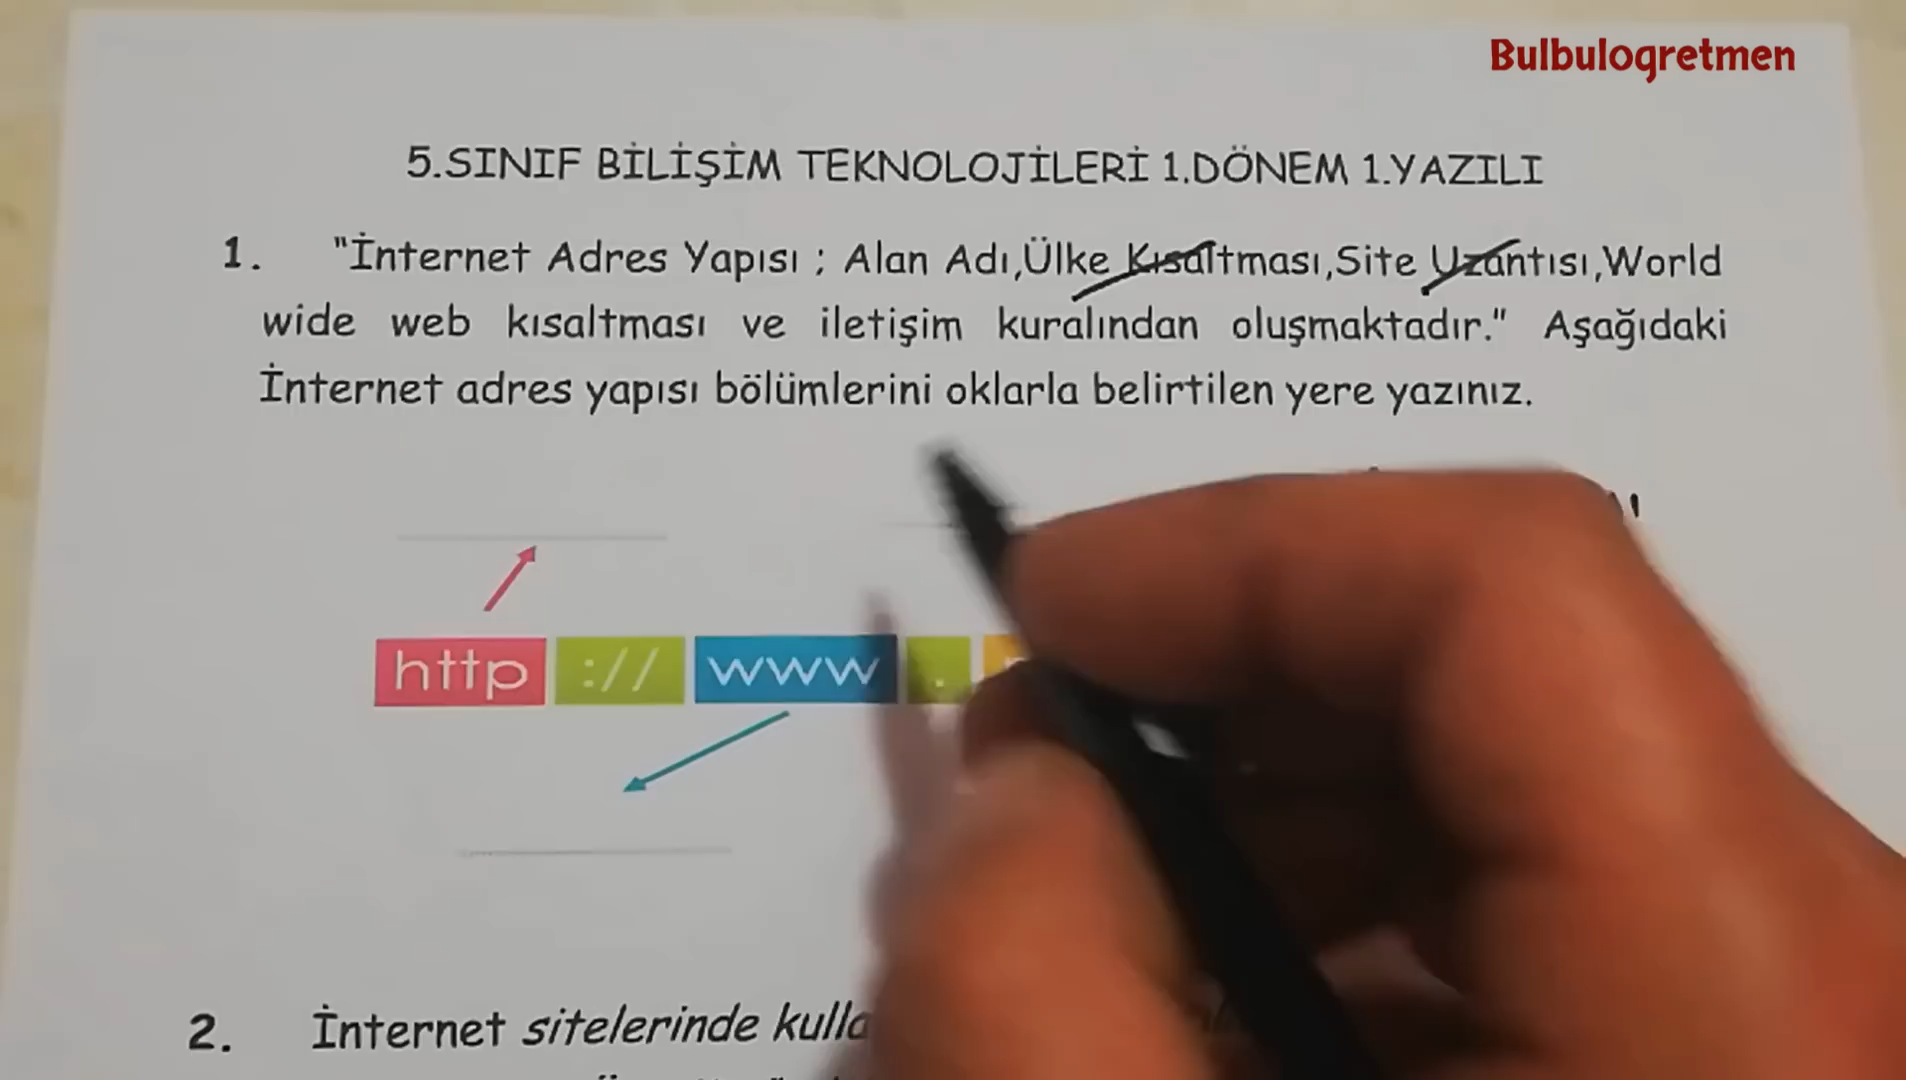 Bulbulogretmen
5.SINIF BİLİŞİM TEKNOLOJİLERİ 1.DÖNEM 1.YAZILI
1. "İnternet Adres Yapısı ; Alan Adı,Ülke Kısaltması,Site Uzantısı,World
wide web kısaltması ve iletişim kuralından oluşmaktadır." Aşağıdaki
İnternet adres yapısı bölümlerini oklarla belirtilen yere yazınız.
http :// www .
2. İnternet sitelerinde